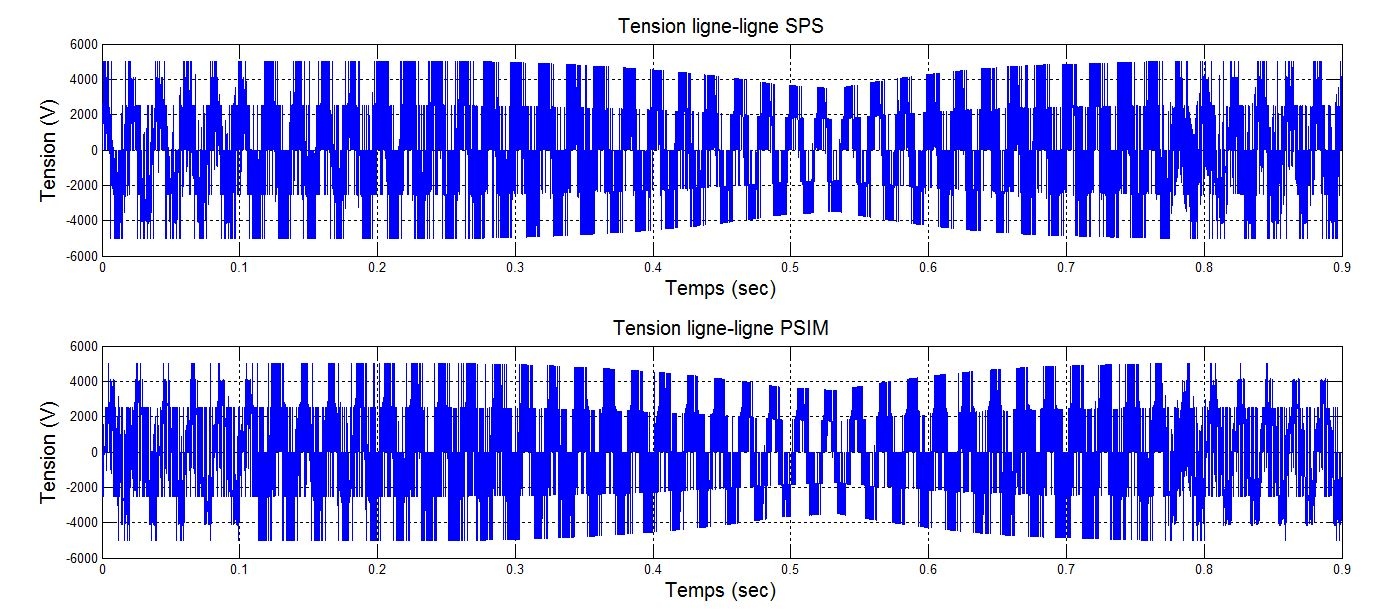 Tension ligne-ligne SPS
6000
4000
2000
0
-2000
-4000
-6000
Tension (V)
0 0.1 0.2 0.3 0.4 0.5 0.6 0.7 0.8 0.9
Temps (sec)
Tension ligne-ligne PSIM
6000
4000
2000
0
-2000
-4000
-6000
Tension (V)
0 0.1 0.2 0.3 0.4 0.5 0.6 0.7 0.8 0.9
Temps (sec)